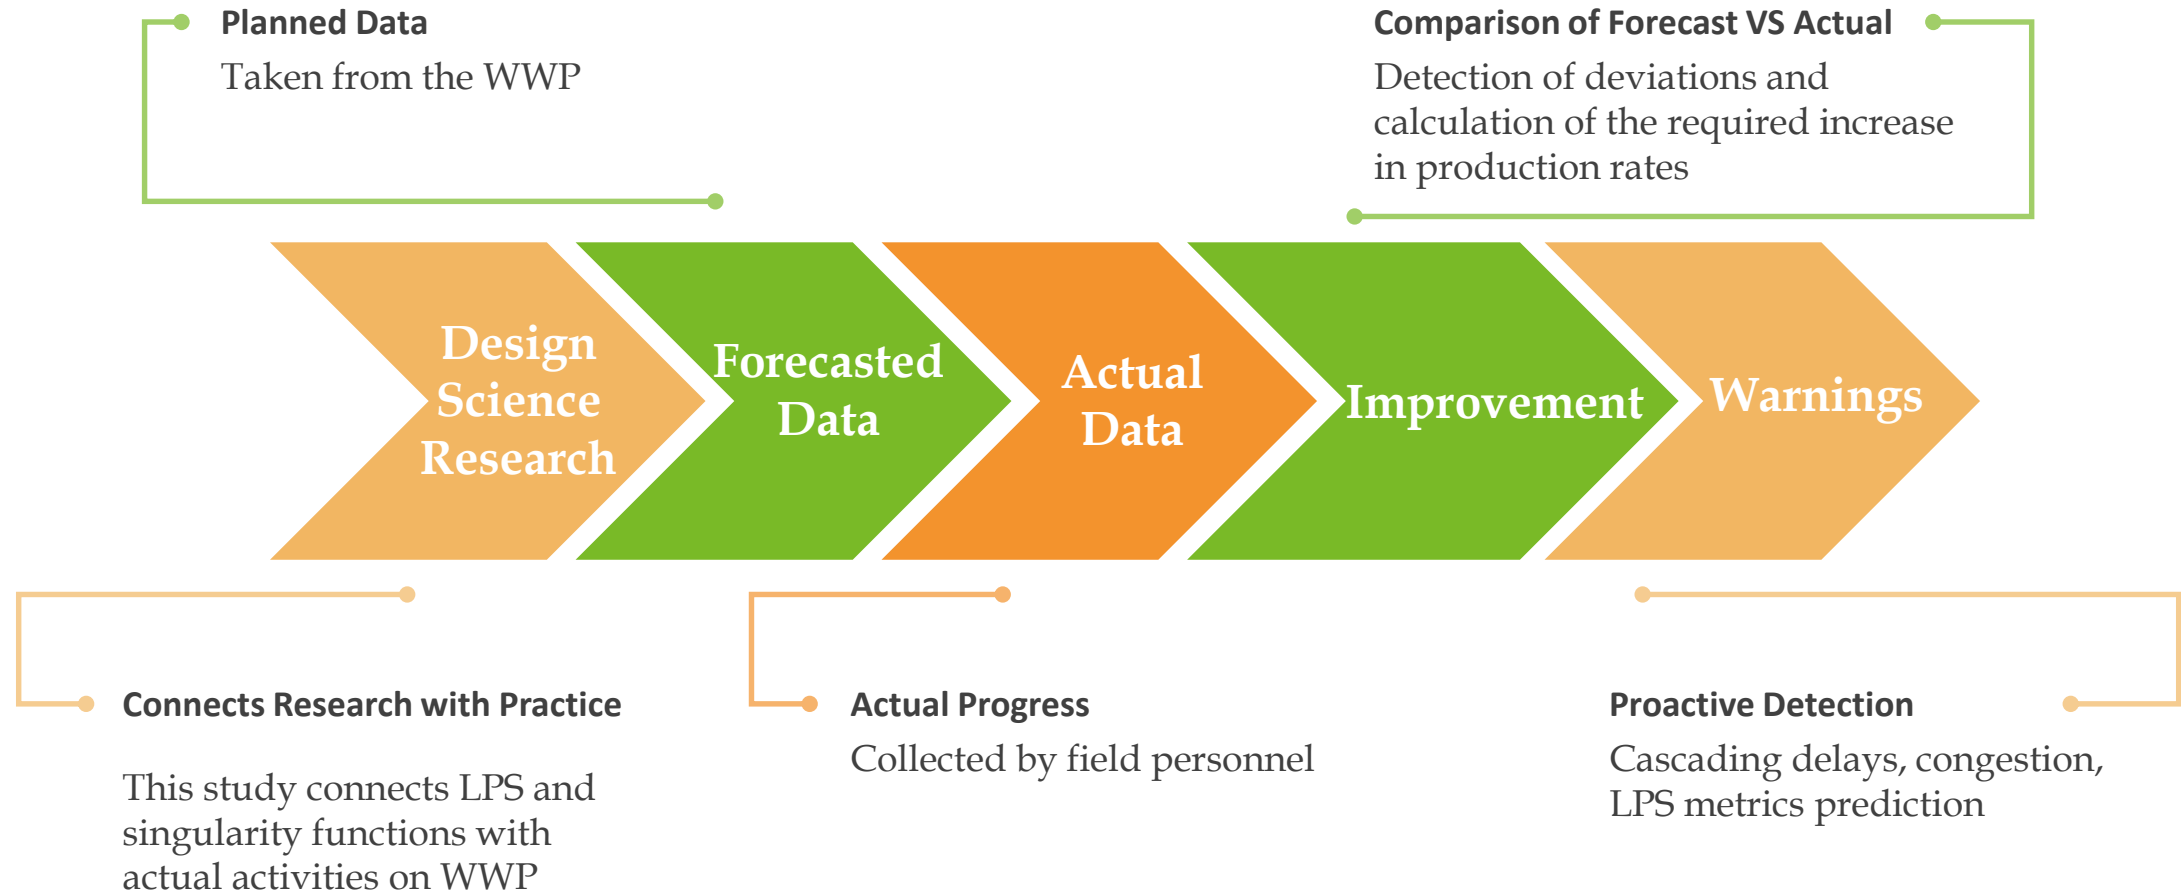 Planned Data
Taken from the WWP
Comparison of Forecast VS Actual
Detection of deviations and
calculation of the required increase
in production rates
Design
Science
Research
Forecasted
Data
Actual
Data
Improvement
Warnings
Connects Research with Practice
This study connects LPS and
singularity functions with
actual activities on WWP
Actual Progress
Collected by field personnel
Proactive Detection
Cascading delays, congestion,
LPS metrics prediction